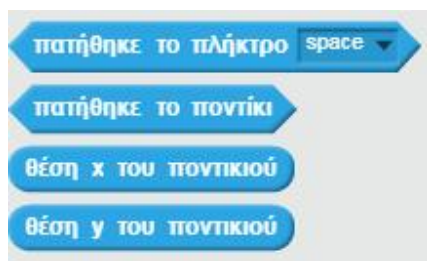 πατήθηκε το πλήκτρο space
πατήθηκε το ποντίκι
θέση x του ποντικιού
θέση y του ποντικιού